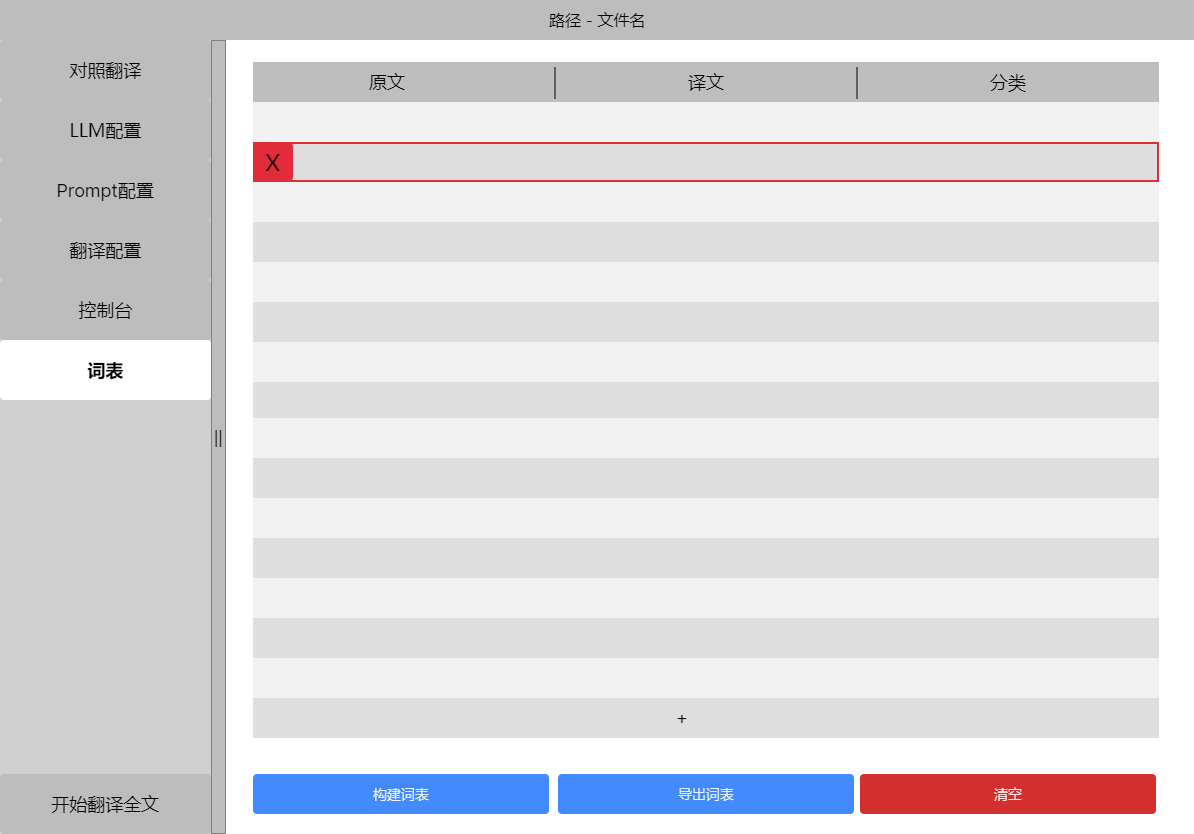 路径 - 文件名
对照翻译
LLM配置
Prompt配置
翻译配置
控制台
词表
||
开始翻译全文
原文 译文 分类
X
+
构建词表 导出词表 清空